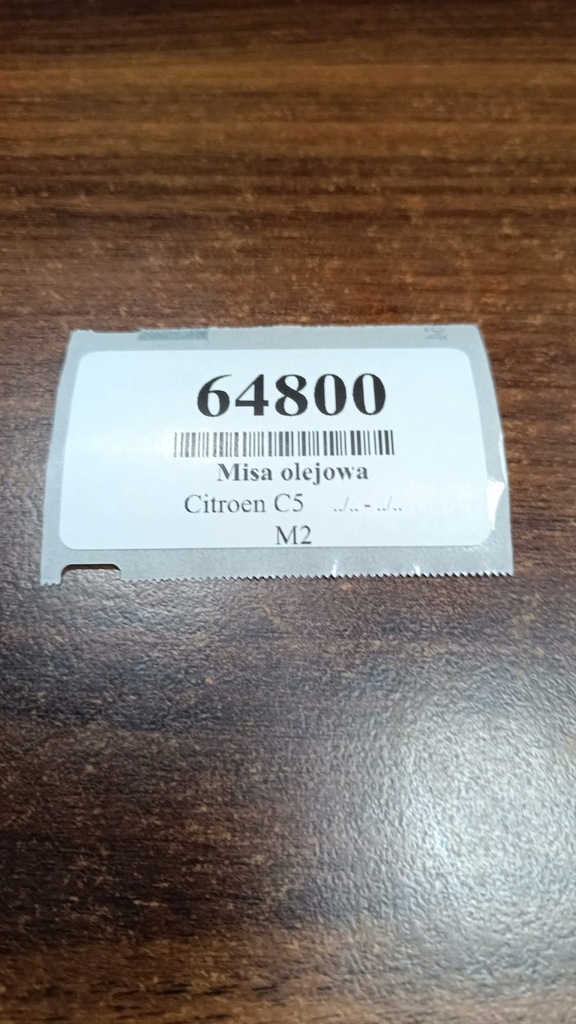 64800
Misa olejowa
Citroen C5 ../.. - ../..
M2